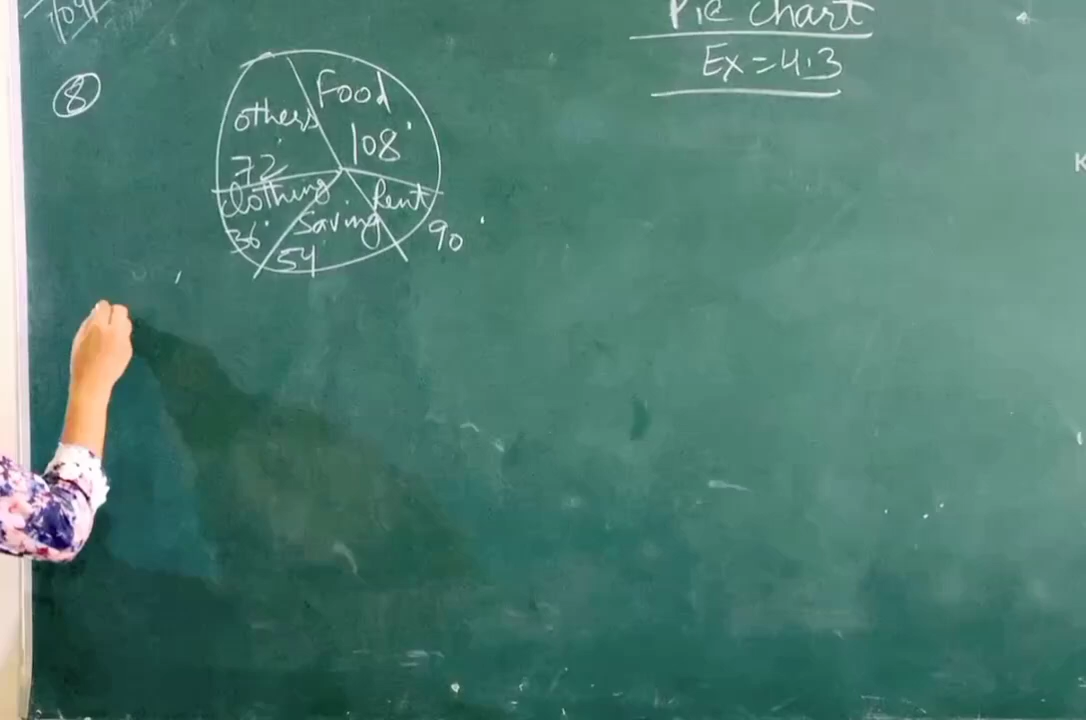 Pie chart
Ex = 4.3
8
Food
108°
others
72°
clothing
36°
Saving
54
Rent
90°
K